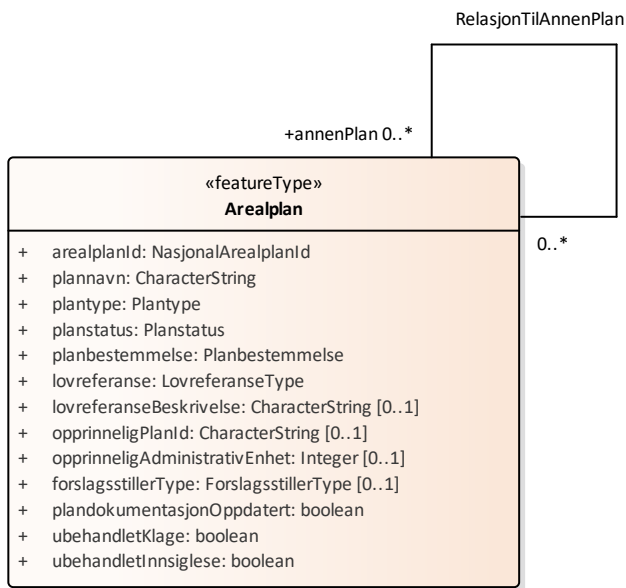 RelasjonTilAnnenPlan
+annenPlan 0..*
«featureType»
Arealplan
0..*
+ arealplanId: NasjonalArealplanId
+ plannavn: CharacterString
+ plantype: Plantype
+ planstatus: Planstatus
+ planbestemmelse: Planbestemmelse
+ lovreferanse: LovreferanseType
+ lovreferanseBeskrivelse: CharacterString [0..1]
+ opprinneligPlanId: CharacterString [0..1]
+ opprinneligAdministrativEnhet: Integer [0..1]
+ forslagsstillerType: ForslagsstillerType [0..1]
+ plandokumentasjonOppdatert: boolean
+ ubehandletKlage: boolean
+ ubehandletInnsiglese: boolean